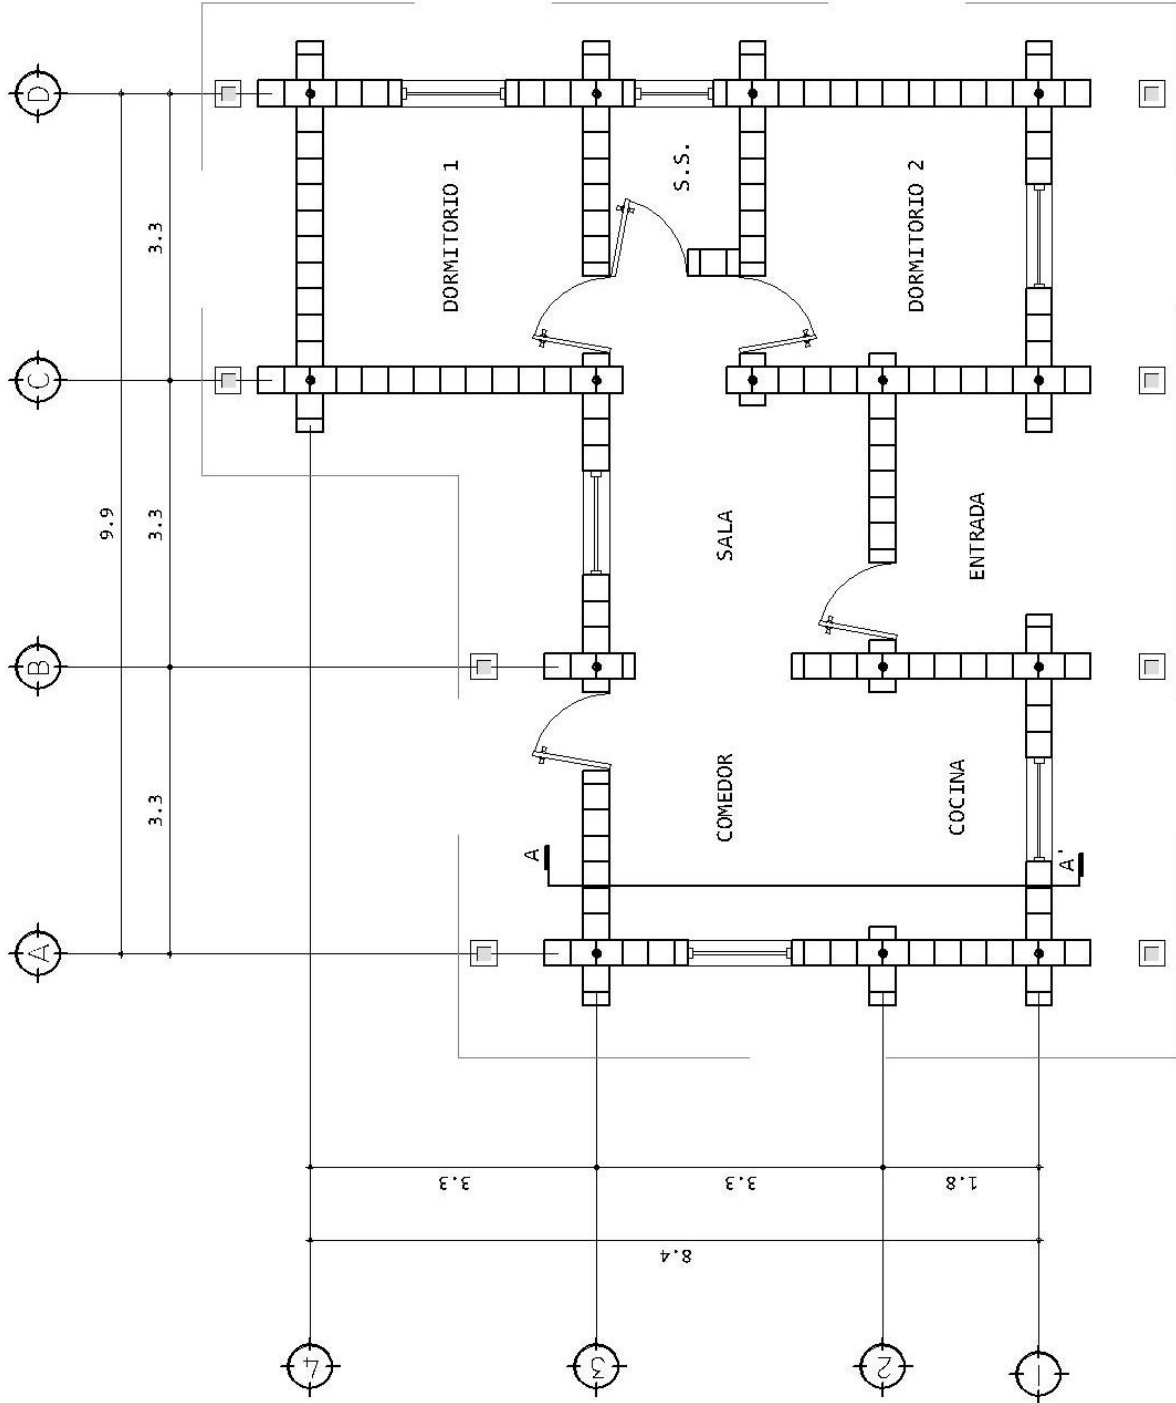 D
C
B
A
3.3
3.3
3.3
9.9
DORMITORIO 1
S.S.
DORMITORIO 2
SALA
ENTRADA
COMEDOR
COCINA
A
A'
3.3
3.3
1.8
8.4
4
3
2
1